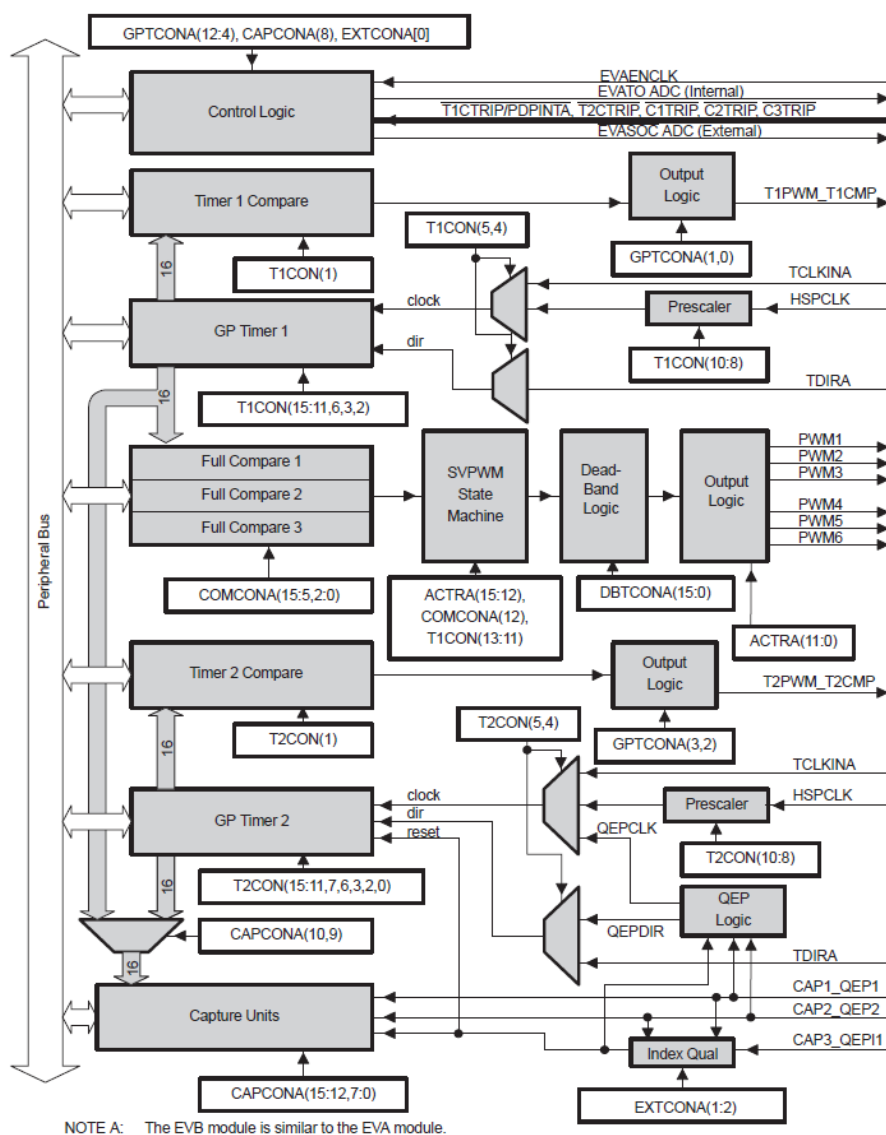 GPTCONA(12:4), CAPCONA(8), EXTCONA[0]
Control Logic
EVAENCLK
EVATO ADC (Internal)
T1CTRIP/PDPINTA, T2CTRIP, C1TRIP, C2TRIP, C3TRIP
EVASOC ADC (External)
Timer 1 Compare
Output
Logic
T1PWM_T1CMP
T1CON(5,4)
GPTCONA(1,0)
T1CON(1)
16
TCLKINA
clock
Prescaler
HSPCLK
GP Timer 1
dir
T1CON(10:8)
TDIRA
16
T1CON(15:11,6,3,2)
Full Compare 1
Full Compare 2
Full Compare 3
SVPWM
State
Machine
Dead-
Band
Logic
Output
Logic
PWM1
PWM2
PWM3
PWM4
PWM5
PWM6
Peripheral Bus
COMCONA(15:5,2:0)
ACTRA(15:12),
COMCONA(12),
T1CON(13:11)
DBTCONA(15:0)
ACTRA(11:0)
Timer 2 Compare
Output
Logic
T2PWM_T2CMP
T2CON(5,4)
GPTCONA(3,2)
T2CON(1)
16
TCLKINA
clock
Prescaler
HSPCLK
GP Timer 2
dir
reset
QEPCLK
T2CON(10:8)
16
T2CON(15:11,7,6,3,2,0)
QEP
Logic
QEPDIR
CAPCONA(10,9)
TDIRA
16
Capture Units
CAP1_QEP1
CAP2_QEP2
Index Qual
CAP3_QEPI1
CAPCONA(15:12,7:0)
EXTCONA(1:2)
NOTE A: The EVB module is similar to the EVA module.